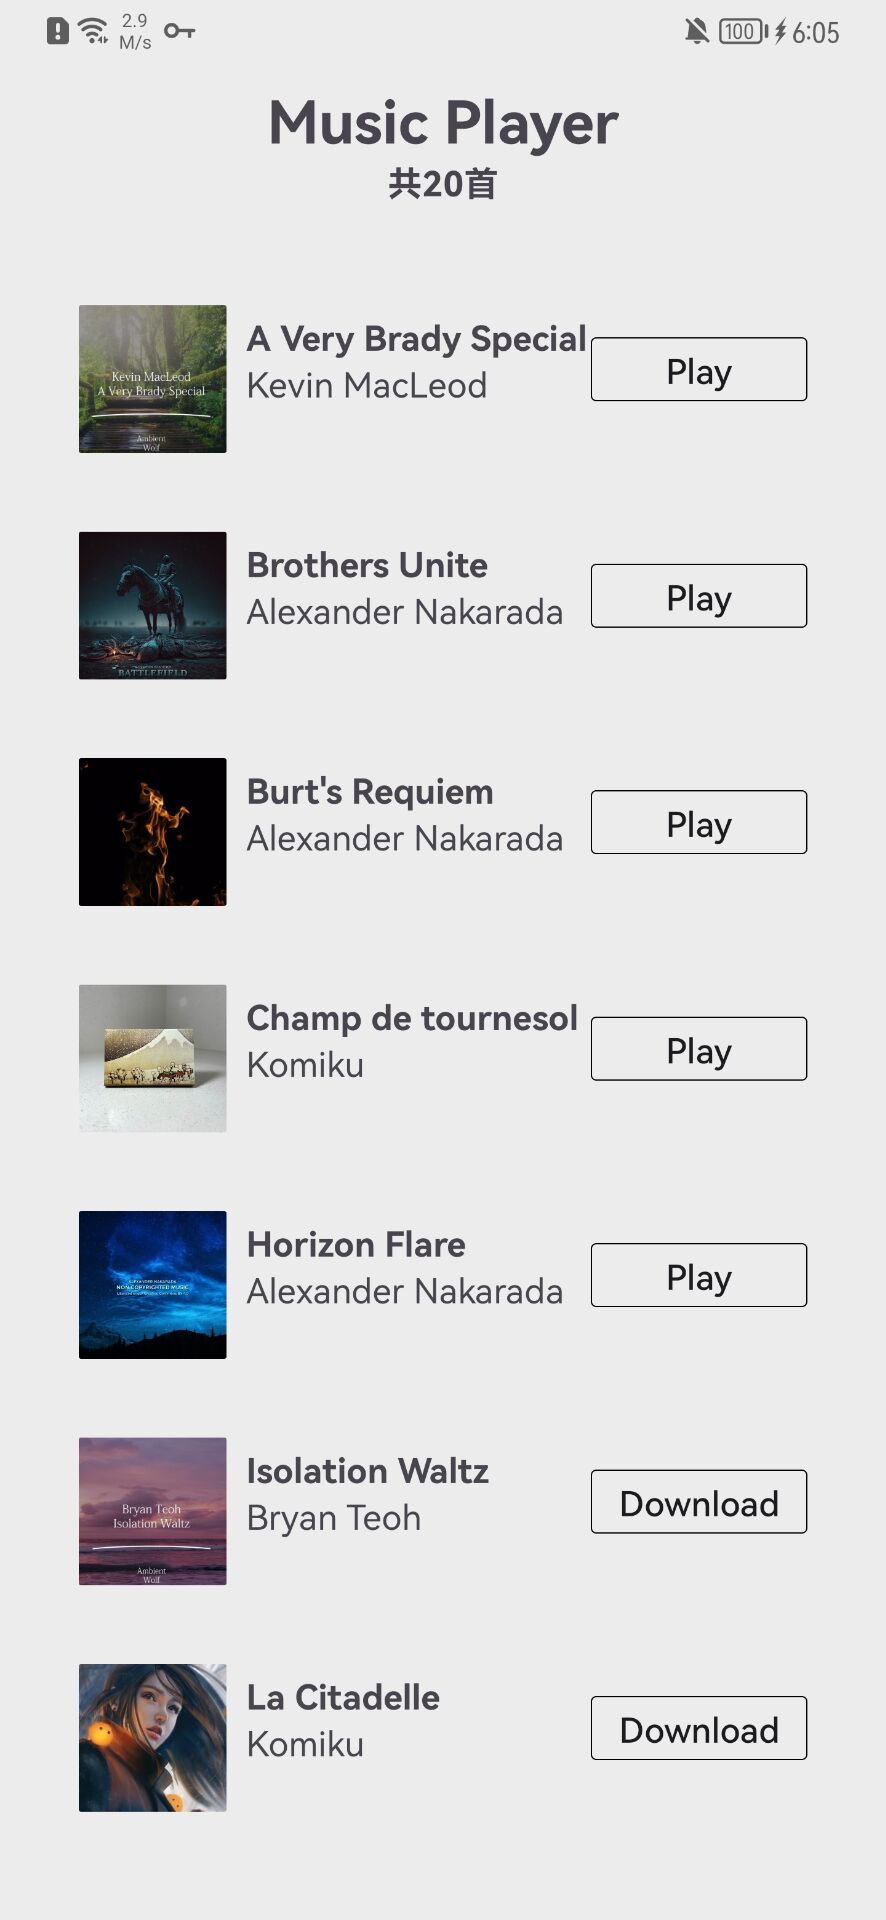 2.9
M/s
100
6:05
Music Player
共20首
Kevin MacLeod
A Very Brady Special
Ambient
Wolf
A Very Brady Special
Kevin MacLeod
Play
BATTLEFIELD
Brothers Unite
Alexander Nakarada
Play
Burt's Requiem
Alexander Nakarada
Play
Champ de tournesol
Komiku
Play
ALEXANDER NAKARADA
NON COPYRIGHTED MUSIC
Horizon Flare
Alexander Nakarada
Play
Bryan Teoh
Isolation Waltz
Ambient
Wolf
Isolation Waltz
Bryan Teoh
Download
La Citadelle
Komiku
Download